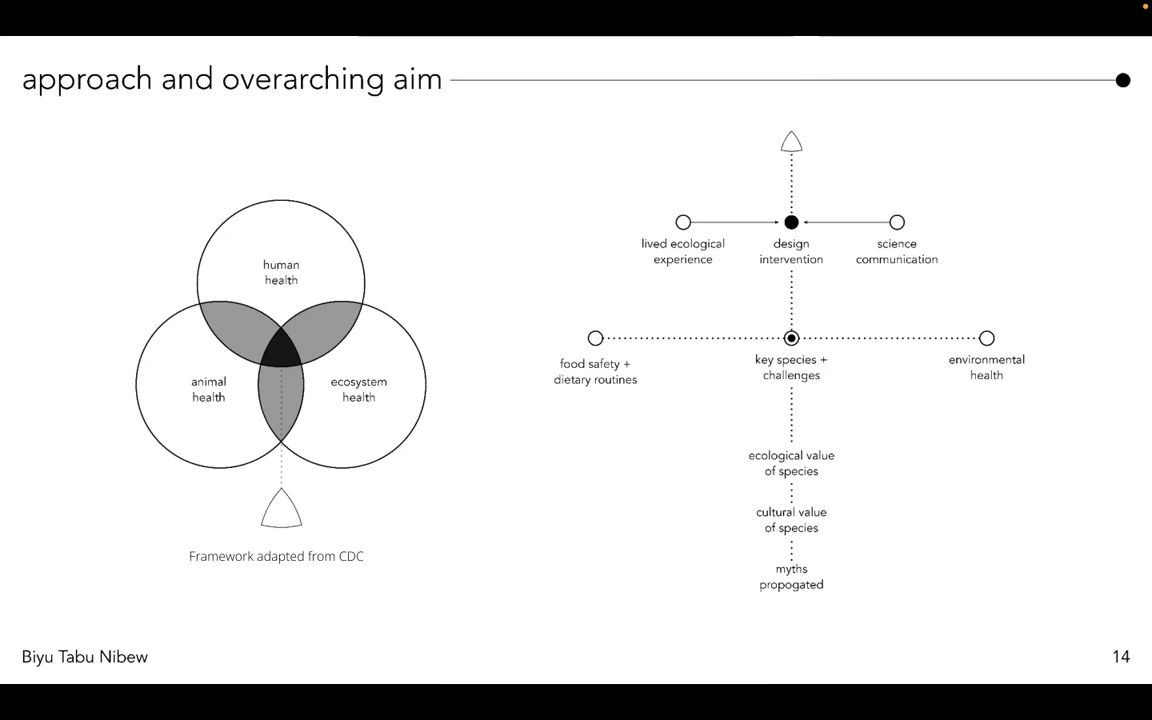 approach and overarching aim
human
health
animal
health
ecosystem
health
Framework adapted from CDC
lived ecological
experience
design
intervention
science
communication
food safety +
dietary routines
key species +
challenges
environmental
health
ecological value
of species
cultural value
of species
myths
propogated
Biyu Tabu Nibew
14